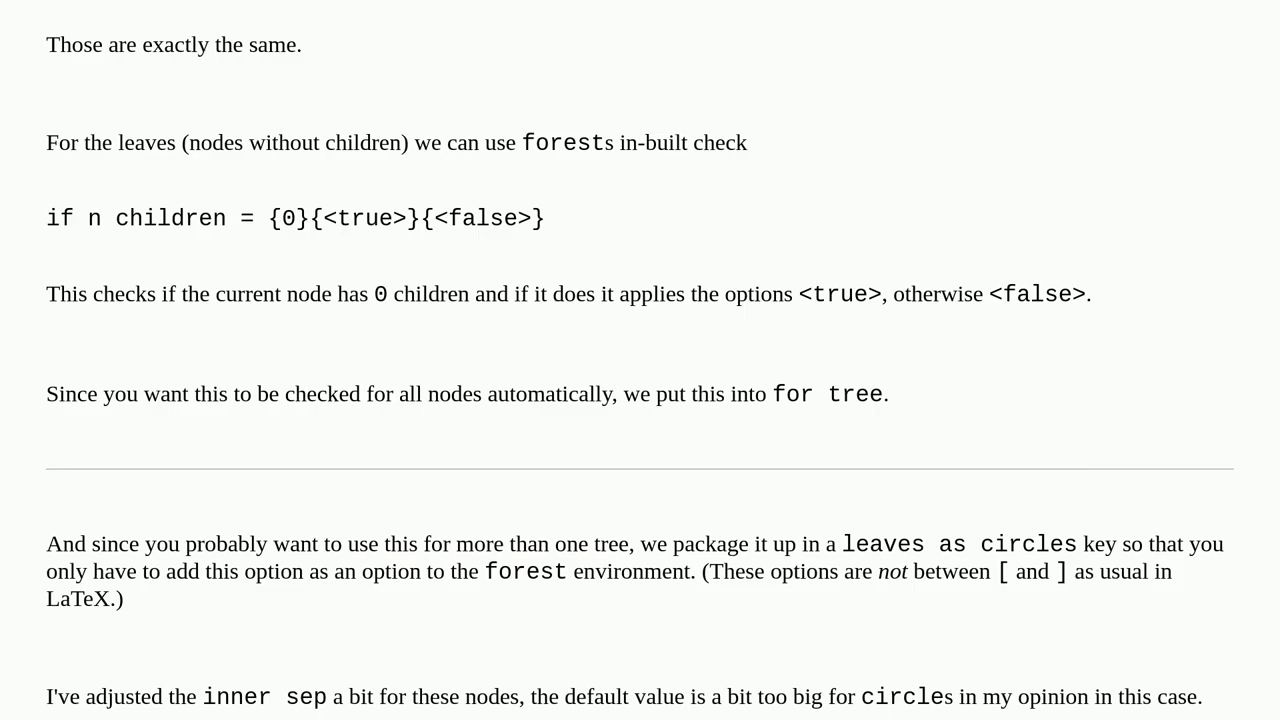 Those are exactly the same.
For the leaves (nodes without children) we can use forests in-built check
if n children = {0}{<true>}{<false>}
This checks if the current node has 0 children and if it does it applies the options <true>, otherwise <false>.
Since you want this to be checked for all nodes automatically, we put this into for tree.
And since you probably want to use this for more than one tree, we package it up in a leaves as circles key so that you
only have to add this option as an option to the forest environment. (These options are not between [ and ] as usual in
LaTeX.)
I've adjusted the inner sep a bit for these nodes, the default value is a bit too big for circles in my opinion in this case.